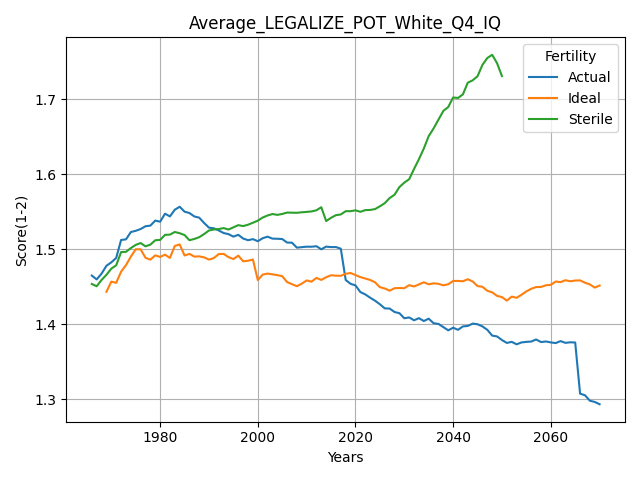 Average_LEGALIZE_POT_White_Q4_IQ
Fertility
Actual
Ideal
Sterile
Score(1-2)
1.7
1.6
1.5
1.4
1.3
1980 2000 2020 2040 2060
Years